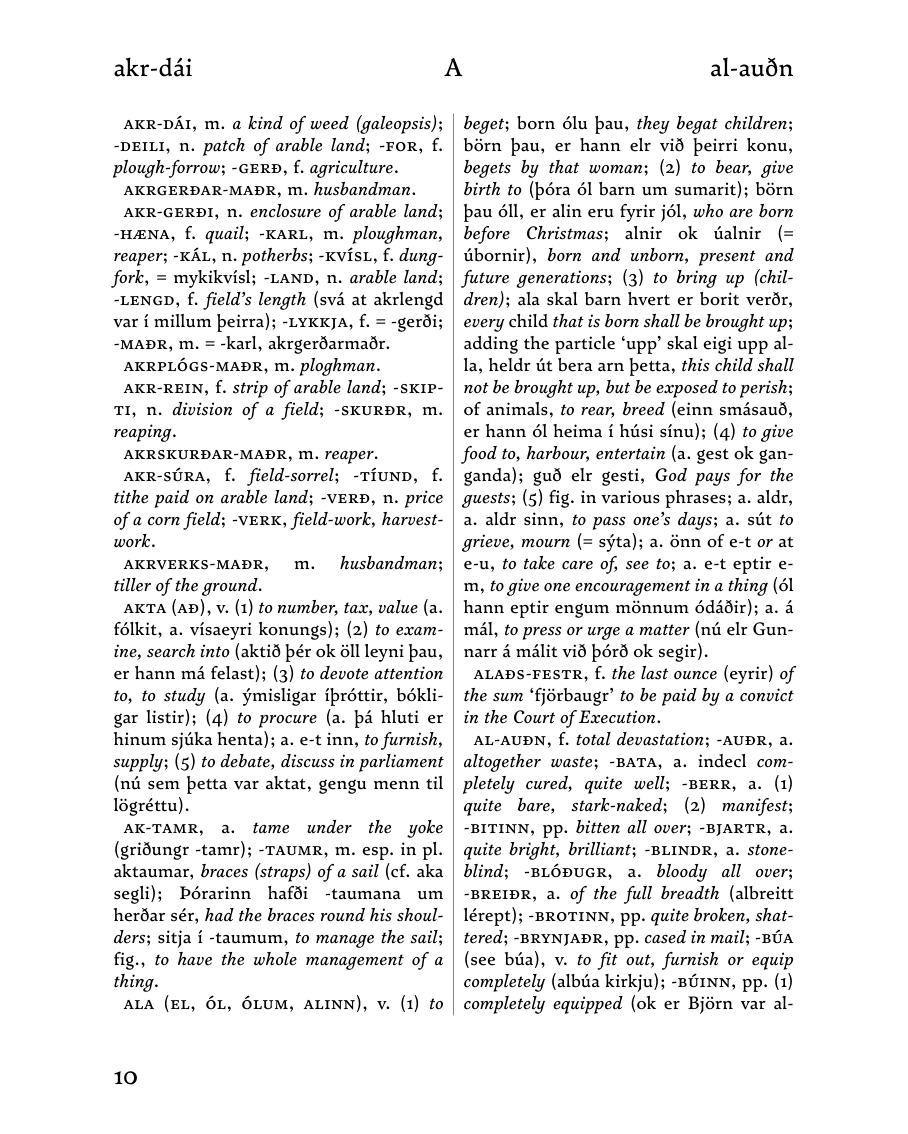 akr-dái A al-auðn
AKR-DÁI, m. a kind of weed (galeopsis);
-DEILI, n. patch of arable land; -FOR, f.
plough-forrow; -GERÐ, f. agriculture.
AKRGERÐAR-MAÐR, m. husbandman.
AKR-GERÐI, n. enclosure of arable land;
-HÆNA, f. quail; -KARL, m. ploughman,
reaper; -KÁL, n. potherbs; -KVÍSL, f. dung-
fork, = mykikvísl; -LAND, n. arable land;
-LENGD, f. field’s length (svá at akrlengd
var í millum þeirra); -LYKKJA, f. = -gerði;
-MAÐR, m. = -karl, akrgerðarmaðr.
AKRPLÓGS-MAÐR, m. ploghman.
AKR-REIN, f. strip of arable land; -SKIP-
TI, n. division of a field; -SKURÐR, m.
reaping.
AKRSKURÐAR-MAÐR, m. reaper.
AKR-SÚRA, f. field-sorrel; -TÍUND, f.
tithe paid on arable land; -VERÐ, n. price
of a corn field; -VERK, field-work, harvest-
work.
AKRVERKS-MAÐR, m. husbandman;
tiller of the ground.
AKTA (AÐ), v. (1) to number, tax, value (a.
fólkit, a. vísaeyri konungs); (2) to exam-
ine, search into (aktið þér ok öll leyni þau,
er hann má felast); (3) to devote attention
to, to study (a. ýmisligar íþróttir, bókli-
gar listir); (4) to procure (a. þá hluti er
hinum sjúka henta); a. e-t inn, to furnish,
supply; (5) to debate, discuss in parliament
(nú sem þetta var aktat, gengu menn til
lögréttu).
AK-TAMR, a. tame under the yoke
(griðungr -tamr); -TAUMR, m. esp. in pl.
aktaumar, braces (straps) of a sail (cf. aka
segli); Þórarinn hafði -taumana um
herðar sér, had the braces round his shoul-
ders; sitja í -taumum, to manage the sail;
fig., to have the whole management of a
thing.
ALA (EL, ÓL, ÓLUM, ALINN), v. (1) to
beget; born ólu þau, they begat children;
börn þau, er hann elr við þeirri konu,
begets by that woman; (2) to bear, give
birth to (þóra ól barn um sumarit); börn
þau óll, er alin eru fyrir jól, who are born
before Christmas; alnir ok úalnir (=
úbornir), born and unborn, present and
future generations; (3) to bring up (chil-
dren); ala skal barn hvert er borit verðr,
every child that is born shall be brought up;
adding the particle ‘upp’ skal eigi upp al-
la, heldr út bera arn þetta, this child shall
not be brought up, but be exposed to perish;
of animals, to rear, breed (einn smásauð,
er hann ól heima í húsi sínu); (4) to give
food to, harbour, entertain (a. gest ok gan-
ganda); guð elr gesti, God pays for the
guests; (5) fig. in various phrases; a. aldr,
a. aldr sinn, to pass one’s days; a. sút to
grieve, mourn (= sýta); a. önn of e-t or at
e-u, to take care of, see to; a. e-t eptir e-
m, to give one encouragement in a thing (ól
hann eptir engum mönnum ódáðir); a. á
mál, to press or urge a matter (nú elr Gun-
narr á málit við þórð ok segir).
ALAÐS-FESTR, f. the last ounce (eyrir) of
the sum ‘fjörbaugr’ to be paid by a convict
in the Court of Execution.
AL-AUÐN, f. total devastation; -AUÐR, a.
altogether waste; -BATA, a. indecl com-
pletely cured, quite well; -BERR, a. (1)
quite bare, stark-naked; (2) manifest;
-BITINN, pp. bitten all over; -BJARTR, a.
quite bright, brilliant; -BLINDR, a. stone-
blind; -BLÓÐUGR, a. bloody all over;
-BREIÐR, a. of the full breadth (albreitt
lérept); -BROTINN, pp. quite broken, shat-
tered; -BRYNJAÐR, pp. cased in mail; -BÚA
(see búa), v. to fit out, furnish or equip
completely (albúa kirkju); -BÚINN, pp. (1)
completely equipped (ok er Björn var al-
10